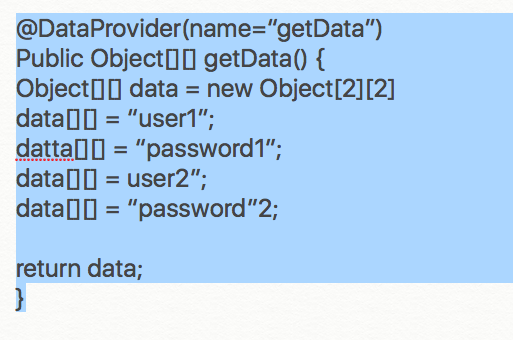 @DataProvider(name=“getData”)
Public Object[][] getData() {
Object[][] data = new Object[2][2]
data[][] = “user1”;
datta[][] = “password1”;
data[][] = user2”;
data[][] = “password”2;
return data;
}